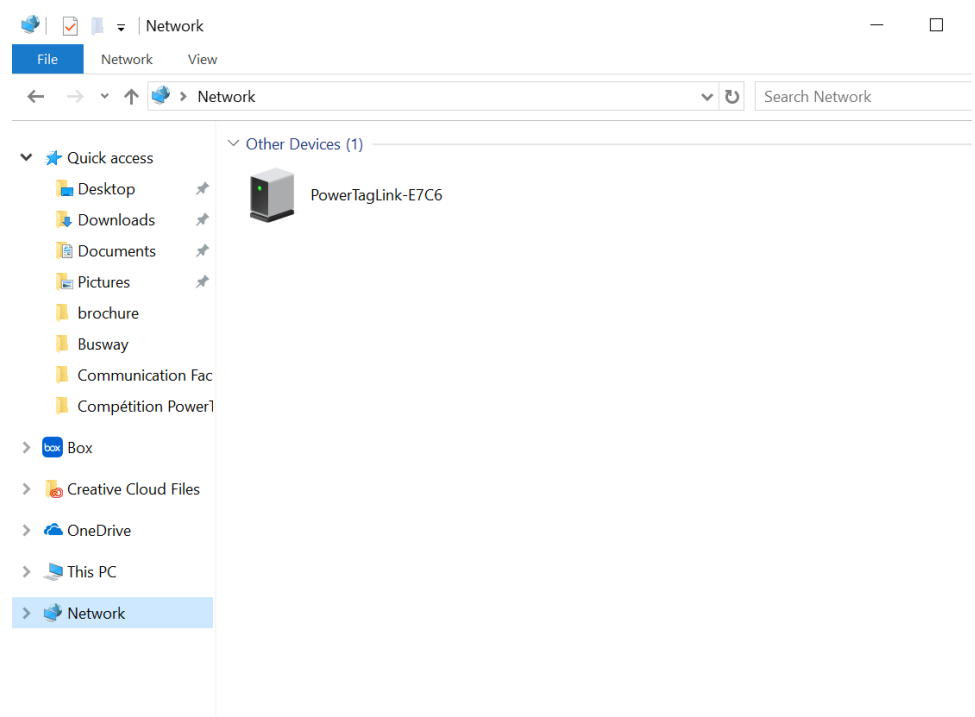 Network
File Network View
Network Search Network
Quick access
Desktop
Downloads
Documents
Pictures
brochure
Busway
Communication Fac
Compétition PowerT
box Box
Creative Cloud Files
OneDrive
This PC
Network
Other Devices (1)
PowerTagLink-E7C6